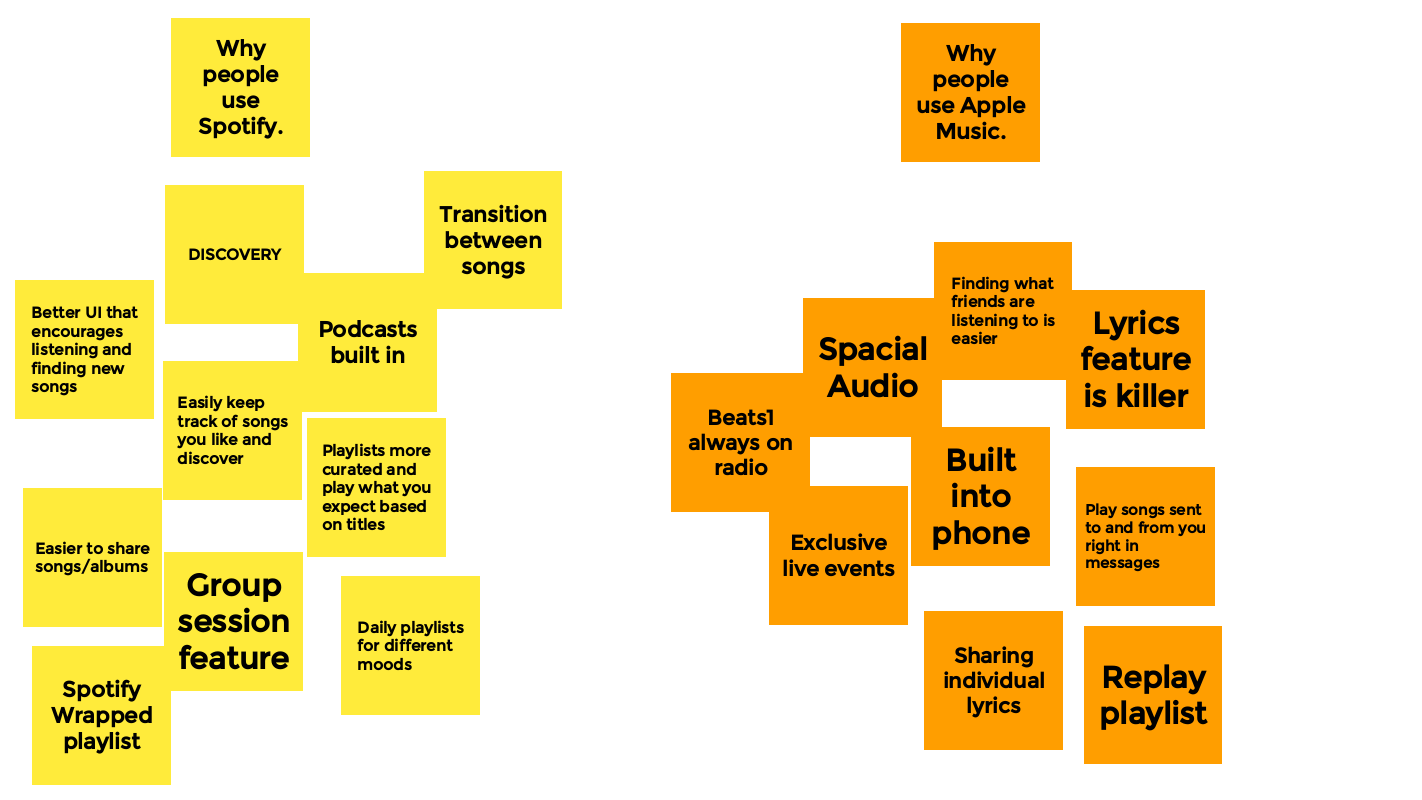 Why
people
use
Spotify.
DISCOVERY
Transition
between
songs
Better UI that
encourages
listening and
finding new
songs
Podcasts
built in
Easily keep
track of songs
you like and
discover
Playlists more
curated and
play what you
expect based
on titles
Easier to share
songs/albums
Group
session
feature
Daily playlists
for different
moods
Spotify
Wrapped
playlist
Why
people
use Apple
Music.
Finding what
friends are
listening to is
easier
Spacial
Audio
Lyrics
feature
is killer
Beats1
always on
radio
Built
into
phone
Exclusive
live events
Play songs sent
to and from you
right in
messages
Sharing
individual
lyrics
Replay
playlist